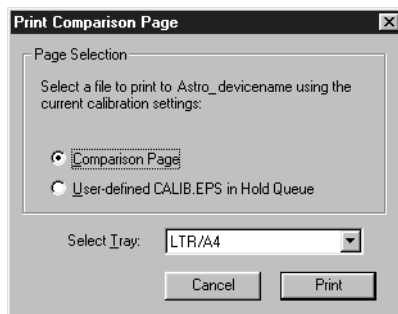 Print Comparison Page
Page Selection
Select a file to print to Astro_devicename using the
current calibration settings:
Comparison Page
User-defined CALIB.EPS in Hold Queue
Select Tray: LTR/A4
Cancel Print